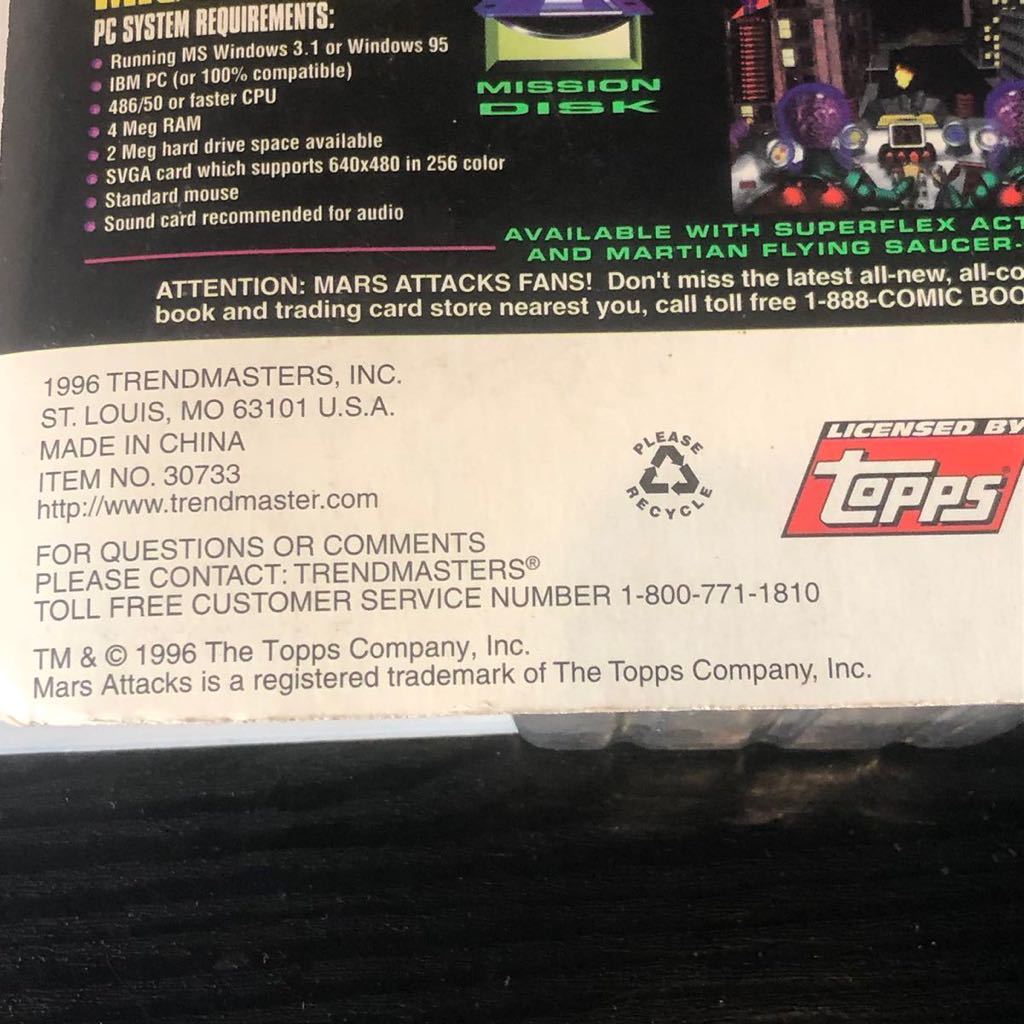 PC SYSTEM REQUIREMENTS:
• Running MS Windows 3.1 or Windows 95
• IBM PC (or 100% compatible)
• 486/50 or faster CPU
• 4 Meg RAM
• 2 Meg hard drive space available
• SVGA card which supports 640x480 in 256 color
• Standard mouse
• Sound card recommended for audio
MISSION
DISK
AVAILABLE WITH SUPERFLEX ACT
AND MARTIAN FLYING SAUCER-
ATTENTION: MARS ATTACKS FANS! Don't miss the latest all-new, all-co
book and trading card store nearest you, call toll free 1-888-COMIC BOO
1996 TRENDMASTERS, INC.
ST. LOUIS, MO 63101 U.S.A.
MADE IN CHINA
ITEM NO. 30733
http://www.trendmaster.com
PLEASE
RECYCLE
LICENSED BY
TOPPS®
FOR QUESTIONS OR COMMENTS
PLEASE CONTACT: TRENDMASTERS®
TOLL FREE CUSTOMER SERVICE NUMBER 1-800-771-1810
TM & © 1996 The Topps Company, Inc.
Mars Attacks is a registered trademark of The Topps Company, Inc.